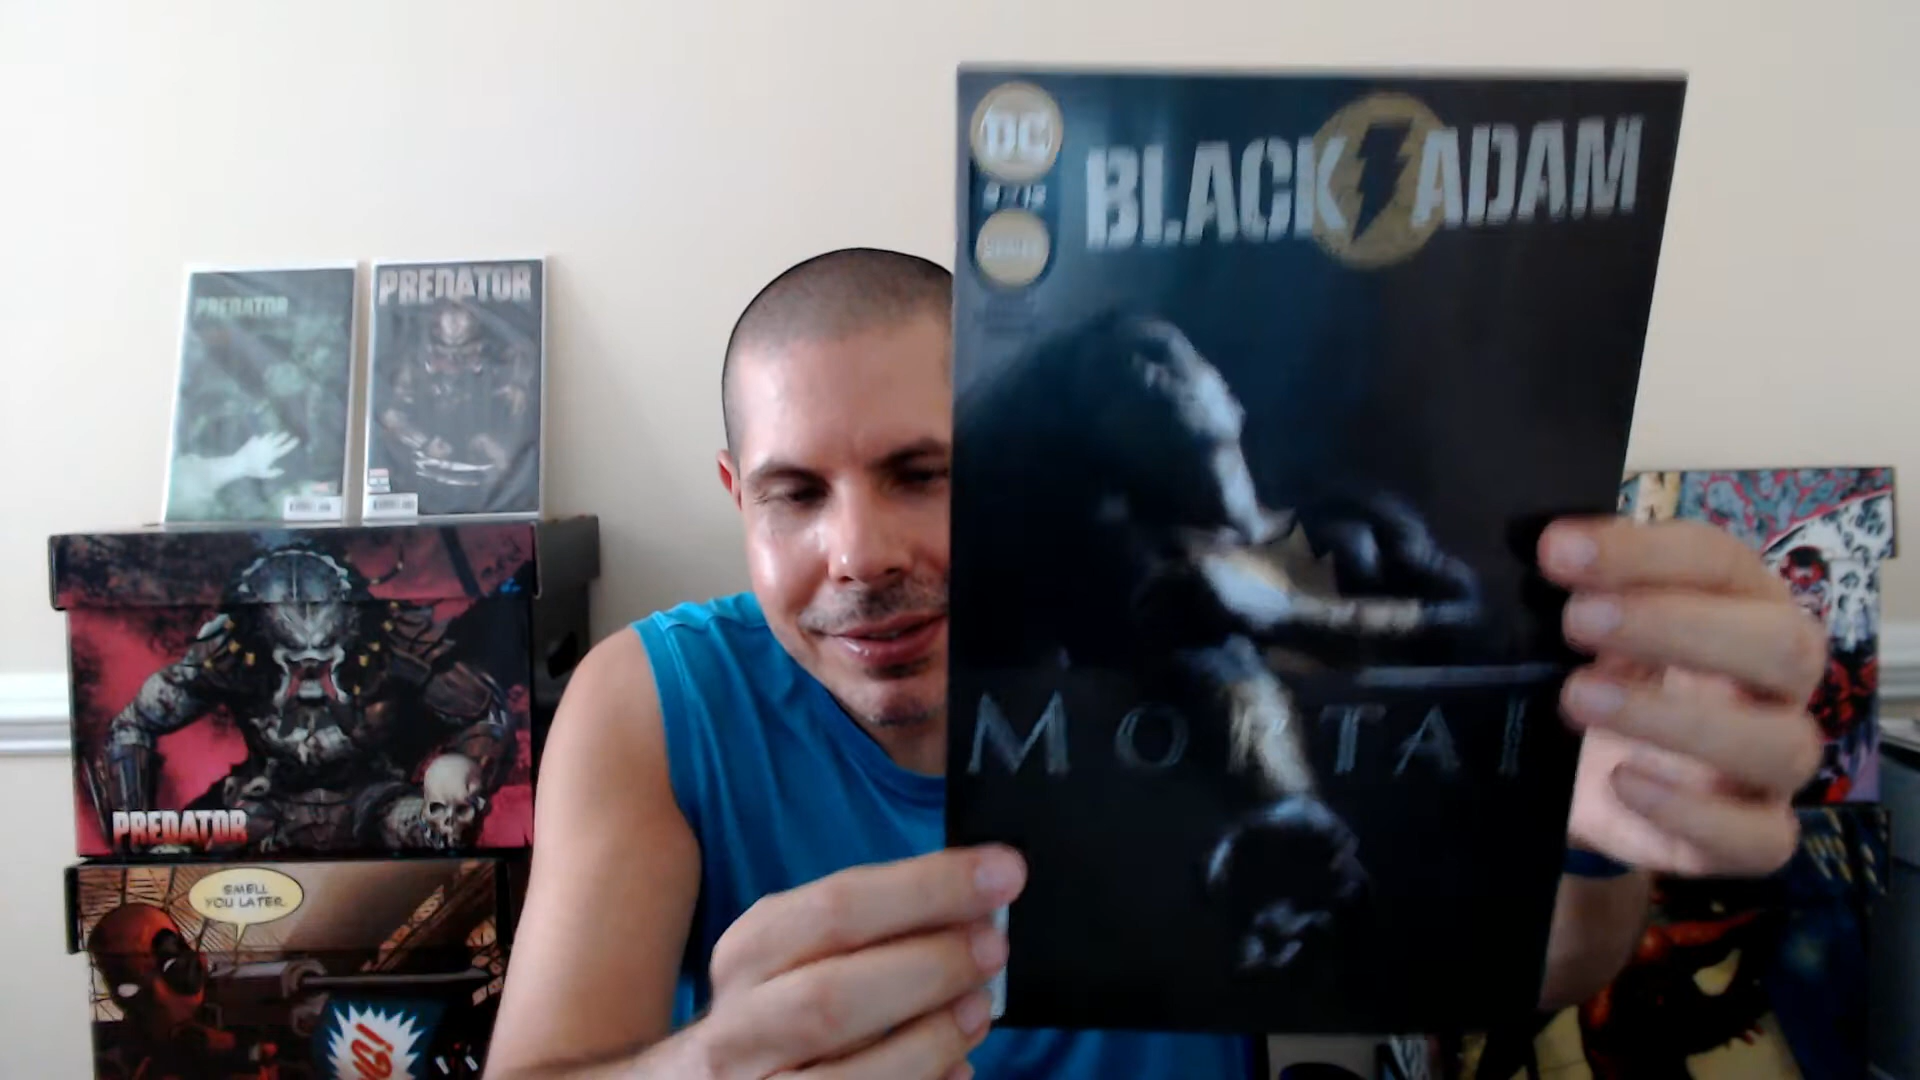 DC
BLACK ADAM
MORTAL
PREDATOR
PREDATOR
PREDATOR
SMELL
YOU LATER.